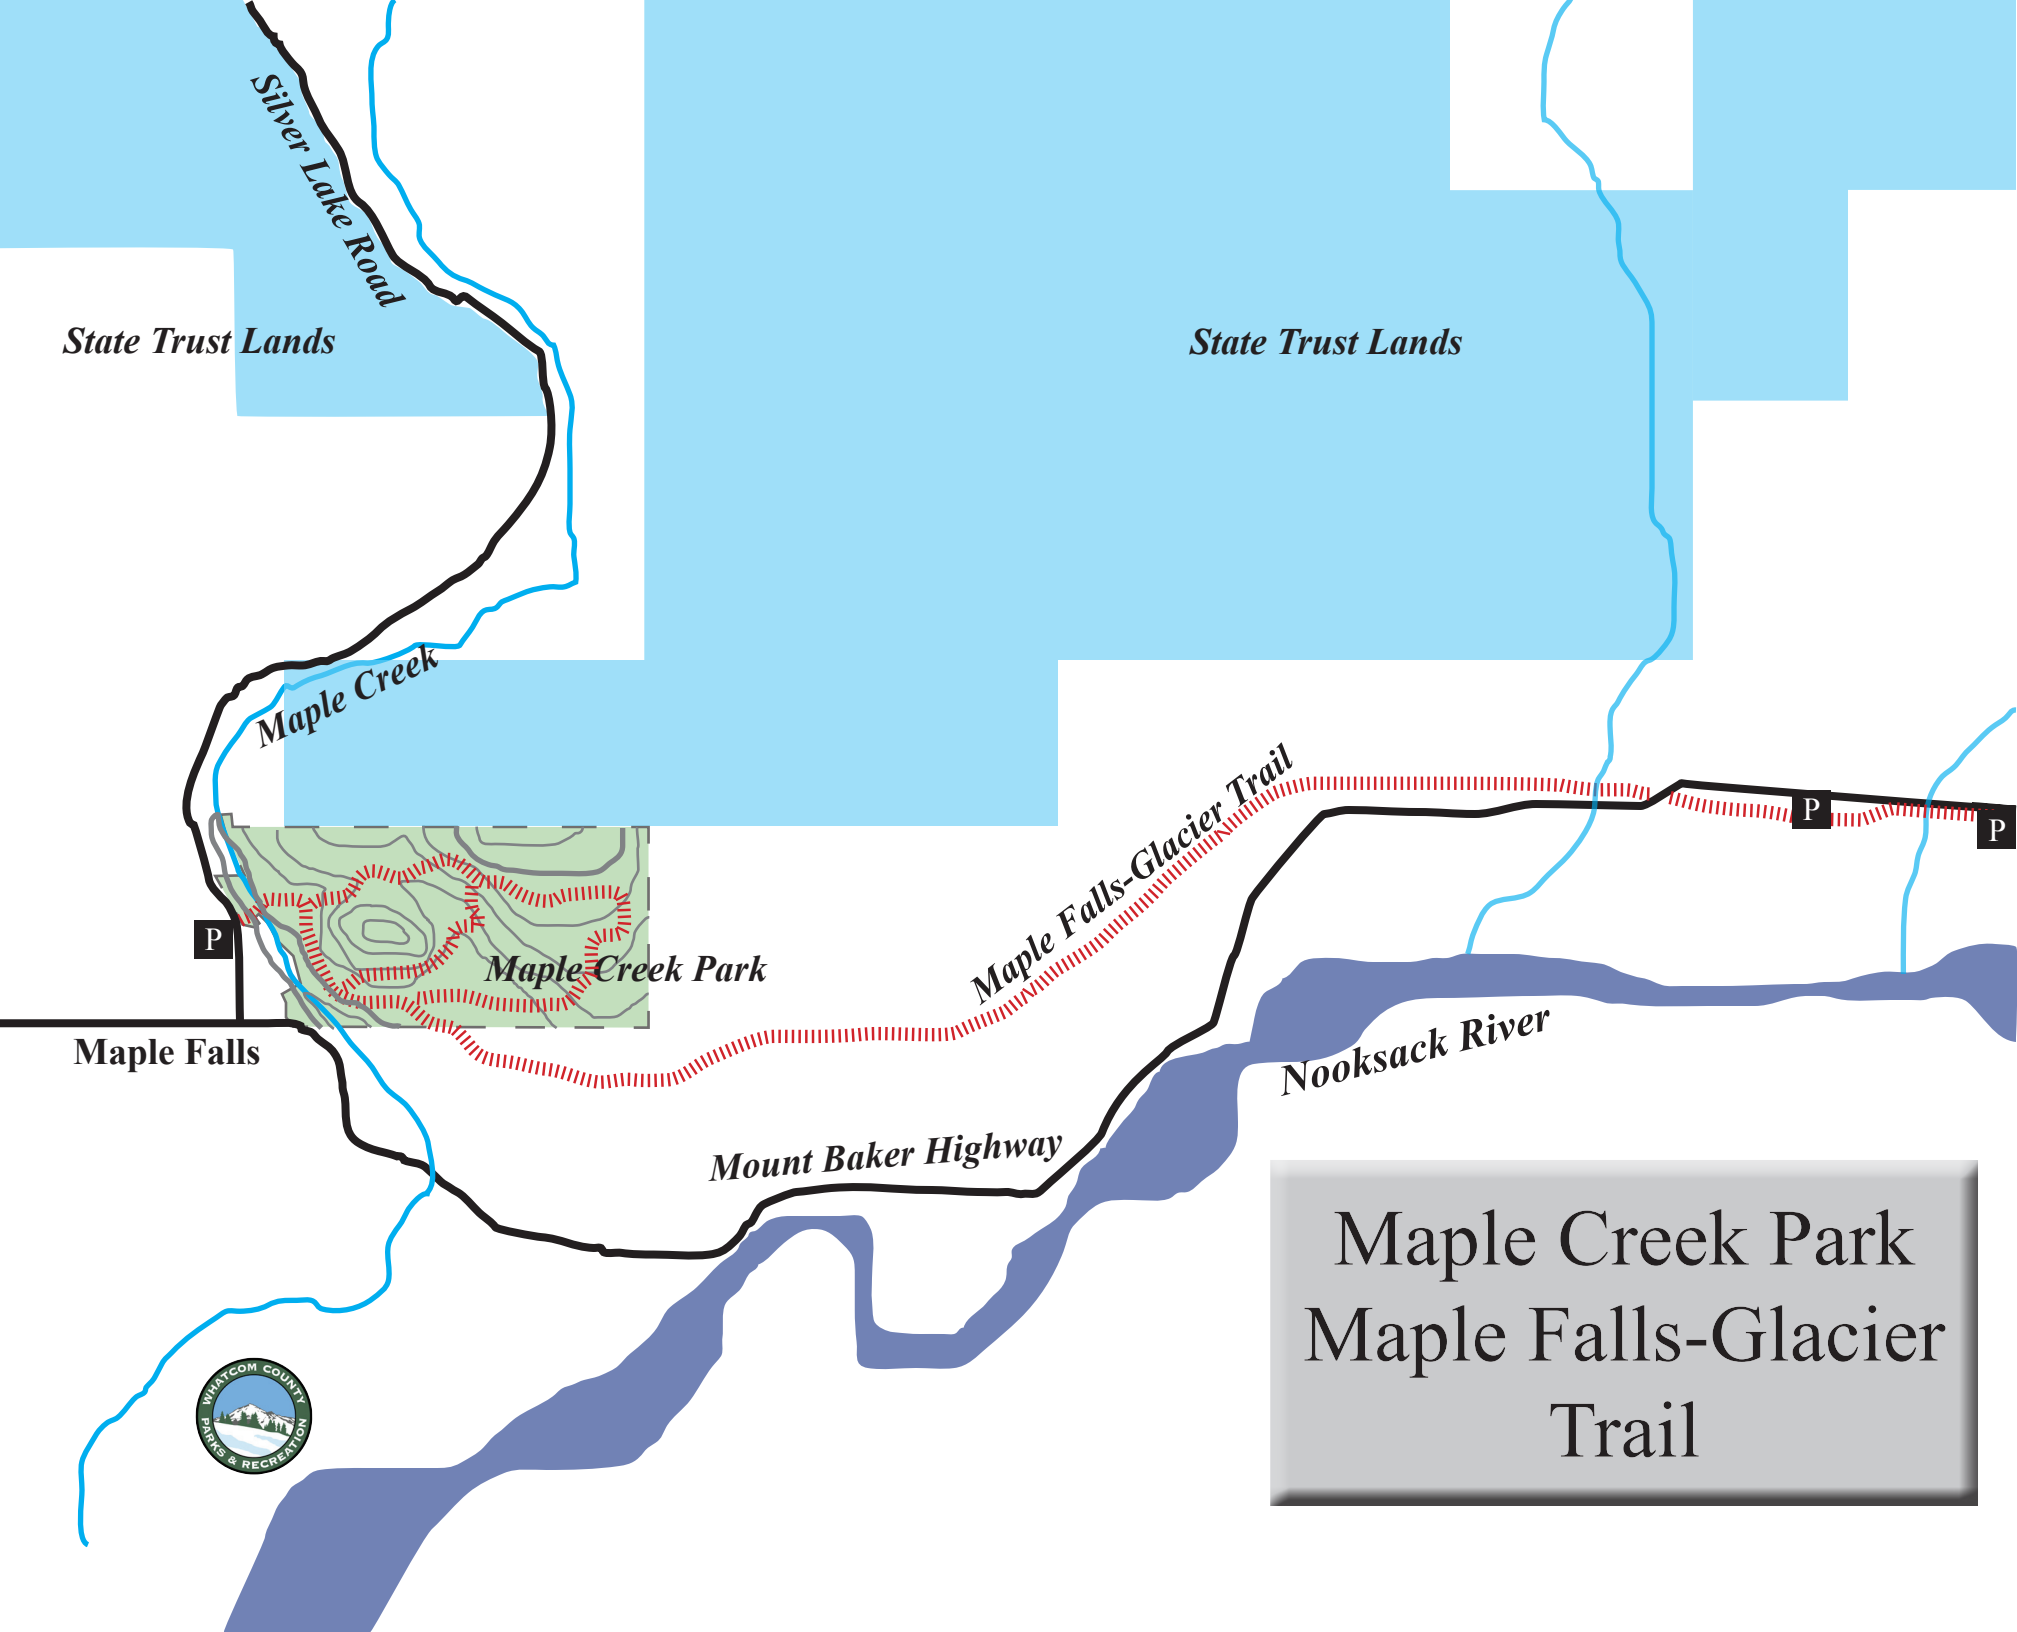 Silver Lake Road
State Trust Lands
State Trust Lands
Maple Creek
Maple Falls-Glacier Trail
P
P
P
Maple Creek Park
Maple Falls
Nooksack River
Mount Baker Highway
Maple Creek Park
Maple Falls-Glacier
Trail
WHATCOM COUNTY
PARKS & RECREATION